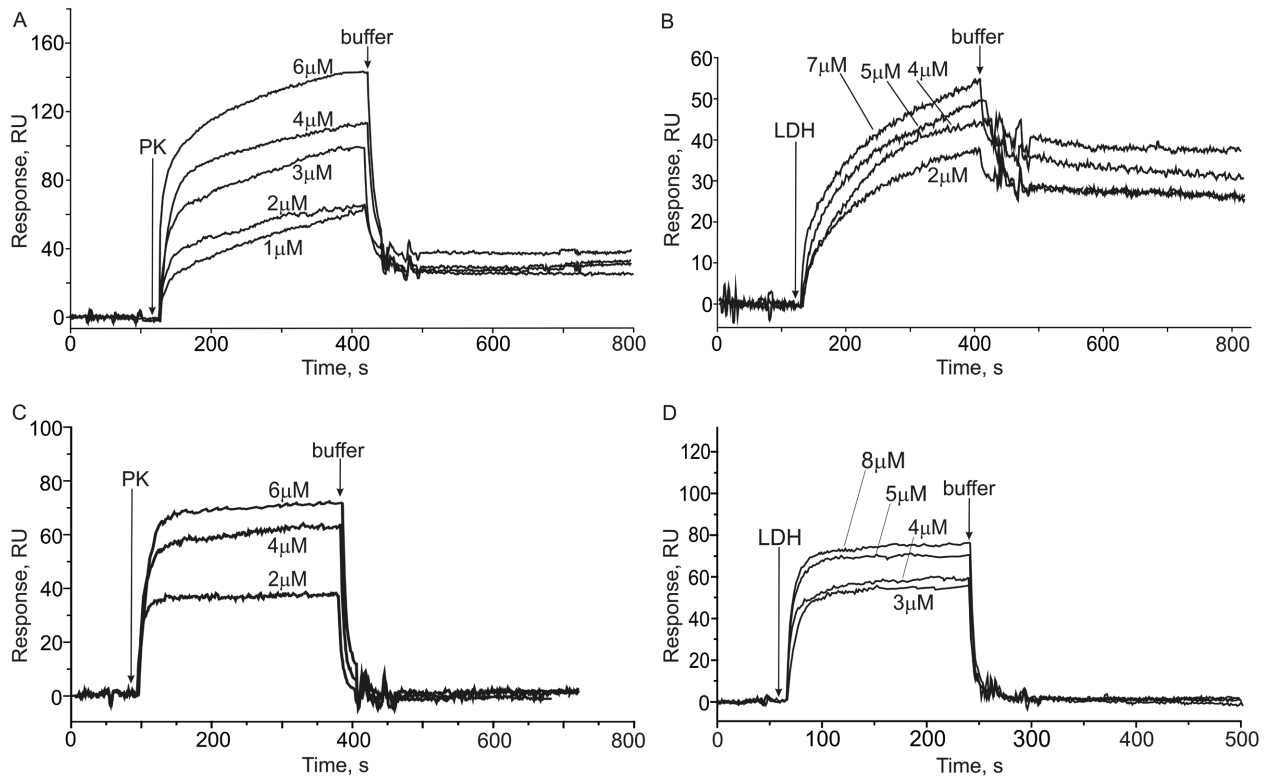 A
160
120
80
40
0
Response, RU
PK
buffer
6μM
4μM
3μM
2μM
1μM
0 200 400 600 800
Time, s
B
60
50
40
30
20
10
0
Response, RU
LDH
buffer
7μM
5μM
4μM
2μM
0 200 400 600 800
Time, s
C
100
80
60
40
20
0
Response, RU
PK
buffer
6μM
4μM
2μM
0 200 400 600 800
Time, s
D
120
100
80
60
40
20
0
Response, RU
LDH
buffer
8μM
5μM
4μM
3μM
0 100 200 300 400 500
Time, s